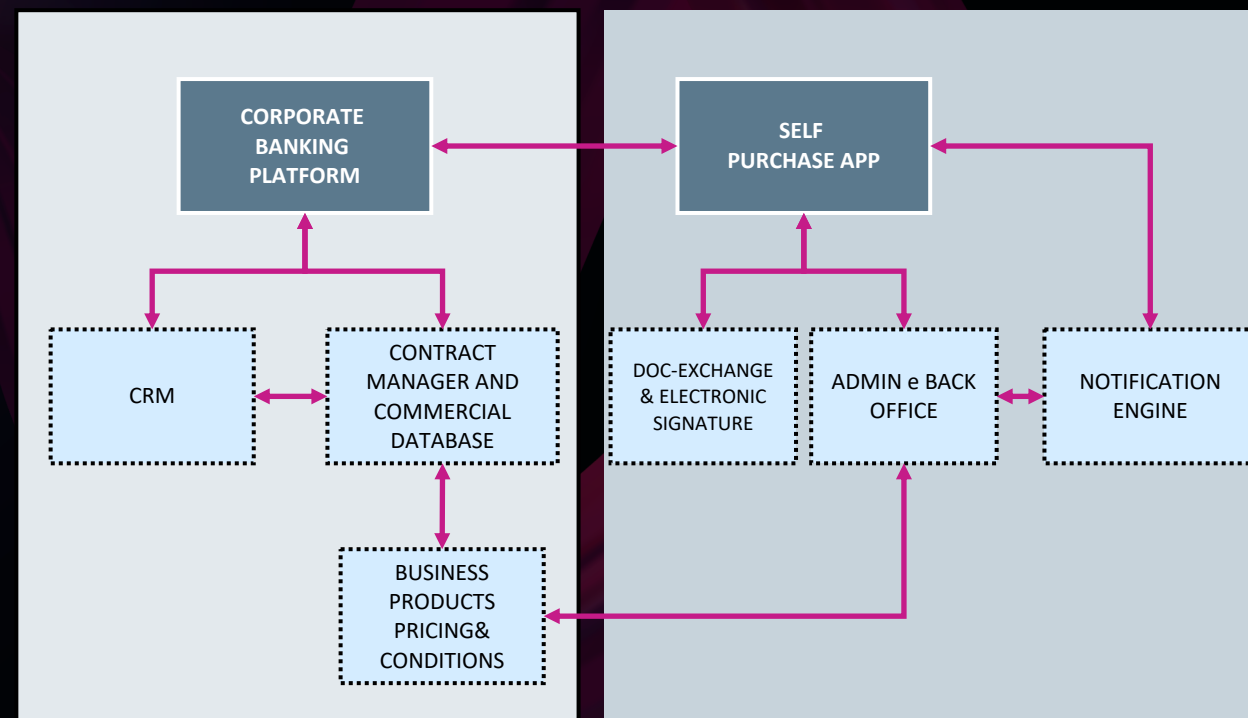 CORPORATE
BANKING
PLATFORM
SELF
PURCHASE APP
CRM
CONTRACT
MANAGER AND
COMMERCIAL
DATABASE
DOC-EXCHANGE
& ELECTRONIC
SIGNATURE
ADMIN e BACK
OFFICE
NOTIFICATION
ENGINE
BUSINESS
PRODUCTS
PRICING&
CONDITIONS